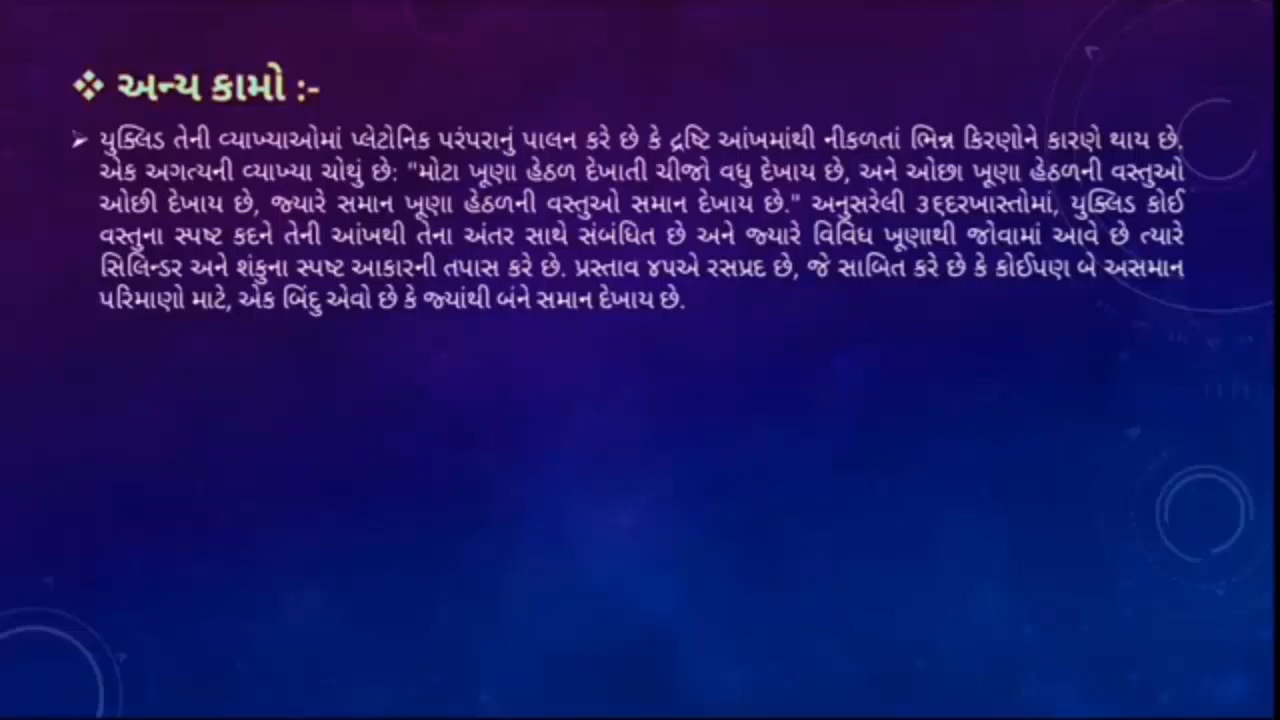 ❖ અન્ય કામો :-
➢ યુક્લિડ તેની વ્યાખ્યાઓમાં પ્લેટોનિક પરંપરાનું પાલન કરે છે કે દ્રષ્ટિ આંખમાંથી નીકળતાં ભિન્ન કિરણોને કારણે થાય છે.
એક અગત્યની વ્યાખ્યા ચોથું છે: "મોટા ખૂણા હેઠળ દેખાતી ચીજો વધુ દેખાય છે, અને ઓછા ખૂણા હેઠળની વસ્તુઓ
ઓછી દેખાય છે, જ્યારે સમાન ખૂણા હેઠળની વસ્તુઓ સમાન દેખાય છે." અનુસરેલી ૩૬દરખાસ્તોમાં, યુક્લિડ કોઈ
વસ્તુના સ્પષ્ટ કદને તેની આંખથી તેના અંતર સાથે સંબંધિત છે અને જ્યારે વિવિધ ખૂણાથી જોવામાં આવે છે ત્યારે
સિલિન્ડર અને શંકુના સ્પષ્ટ આકારની તપાસ કરે છે. પ્રસ્તાવ ૪૫એ રસપ્રદ છે, જે સાબિત કરે છે કે કોઈપણ બે અસમાન
પરિમાણો માટે, એક બિંદુ એવો છે કે જ્યાંથી બંને સમાન દેખાય છે.